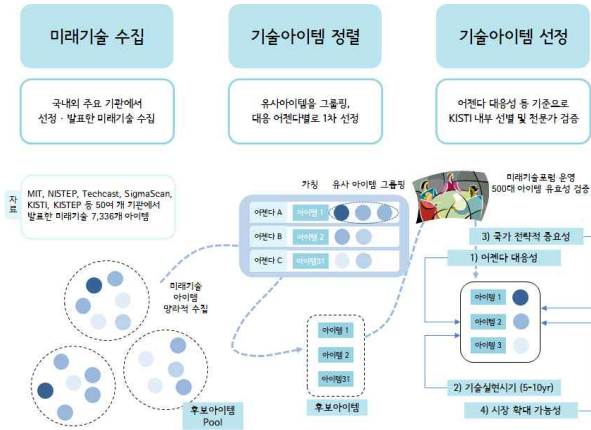 미래기술 수집
기술아이템 정렬
기술아이템 선정
국내외 주요 기관에서
선정·발표한 미래기술 수집
유사아이템을 그룹핑,
대응 어젠다별로 1차 선정
어젠다 대응성 등 기준으로
KISTI 내부 선별 및 전문가 검증
자료
MIT, NISTEP, Techcast, SigmaScan,
KISTI, KISTEP 등 50여 개 기관에서
발표한 미래기술 7,336개 아이템
가칭
유사 아이템 그룹핑
어젠다 A
아이템 1
어젠다 B
아이템 2
어젠다 C
아이템31
미래기술포럼 운영
500대 아이템 유효성 검증
3) 국가 전략적 중요성
1) 어젠다 대응성
미래기술
아이템
망라적 수집
아이템 1
아이템 2
아이템31
후보아이템
후보아이템
Pool
아이템 1
아이템 2
아이템 3
2) 기술실현시기 (5-10yr)
4) 시장 확대 가능성